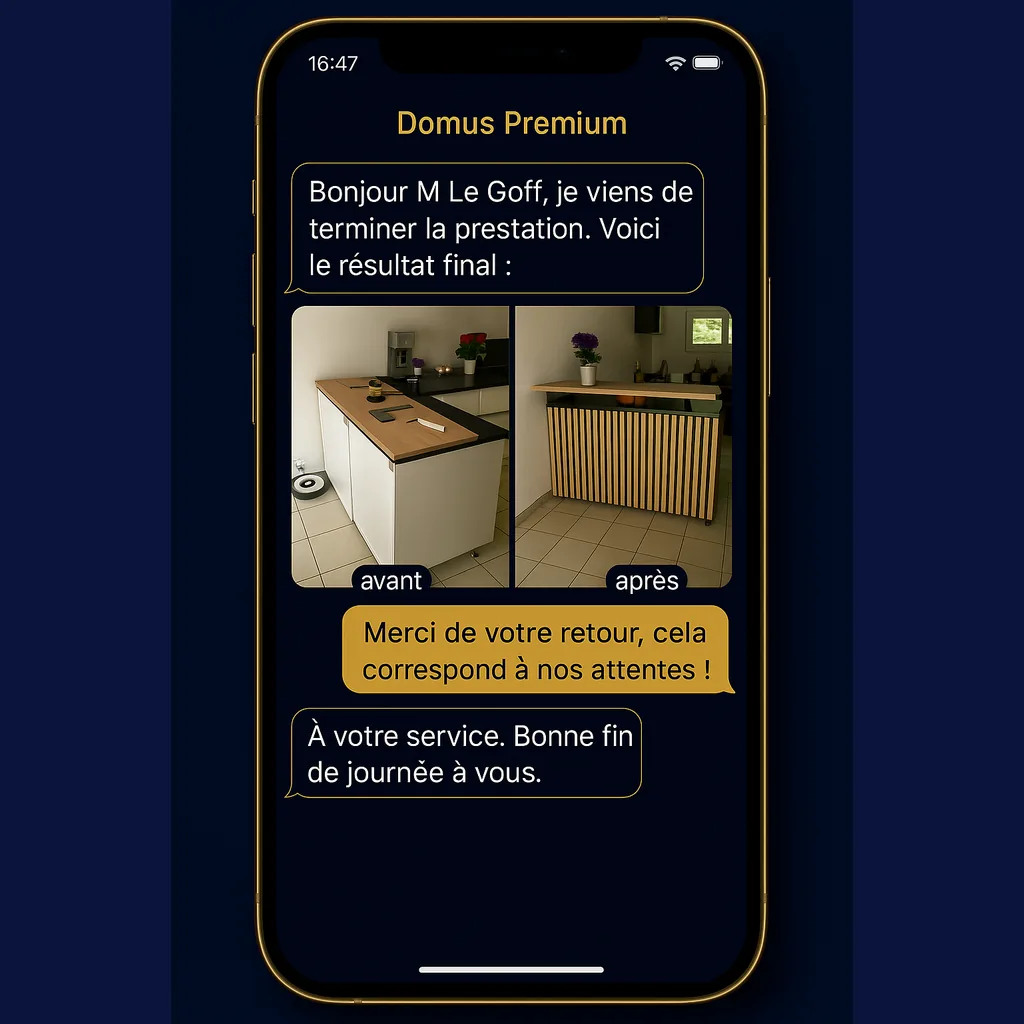 16:47
Domus Premium
Bonjour M Le Goff, je viens de
terminer la prestation. Voici
le résultat final :
avant
après
Merci de votre retour, cela
correspond à nos attentes !
À votre service. Bonne fin
de journée à vous.